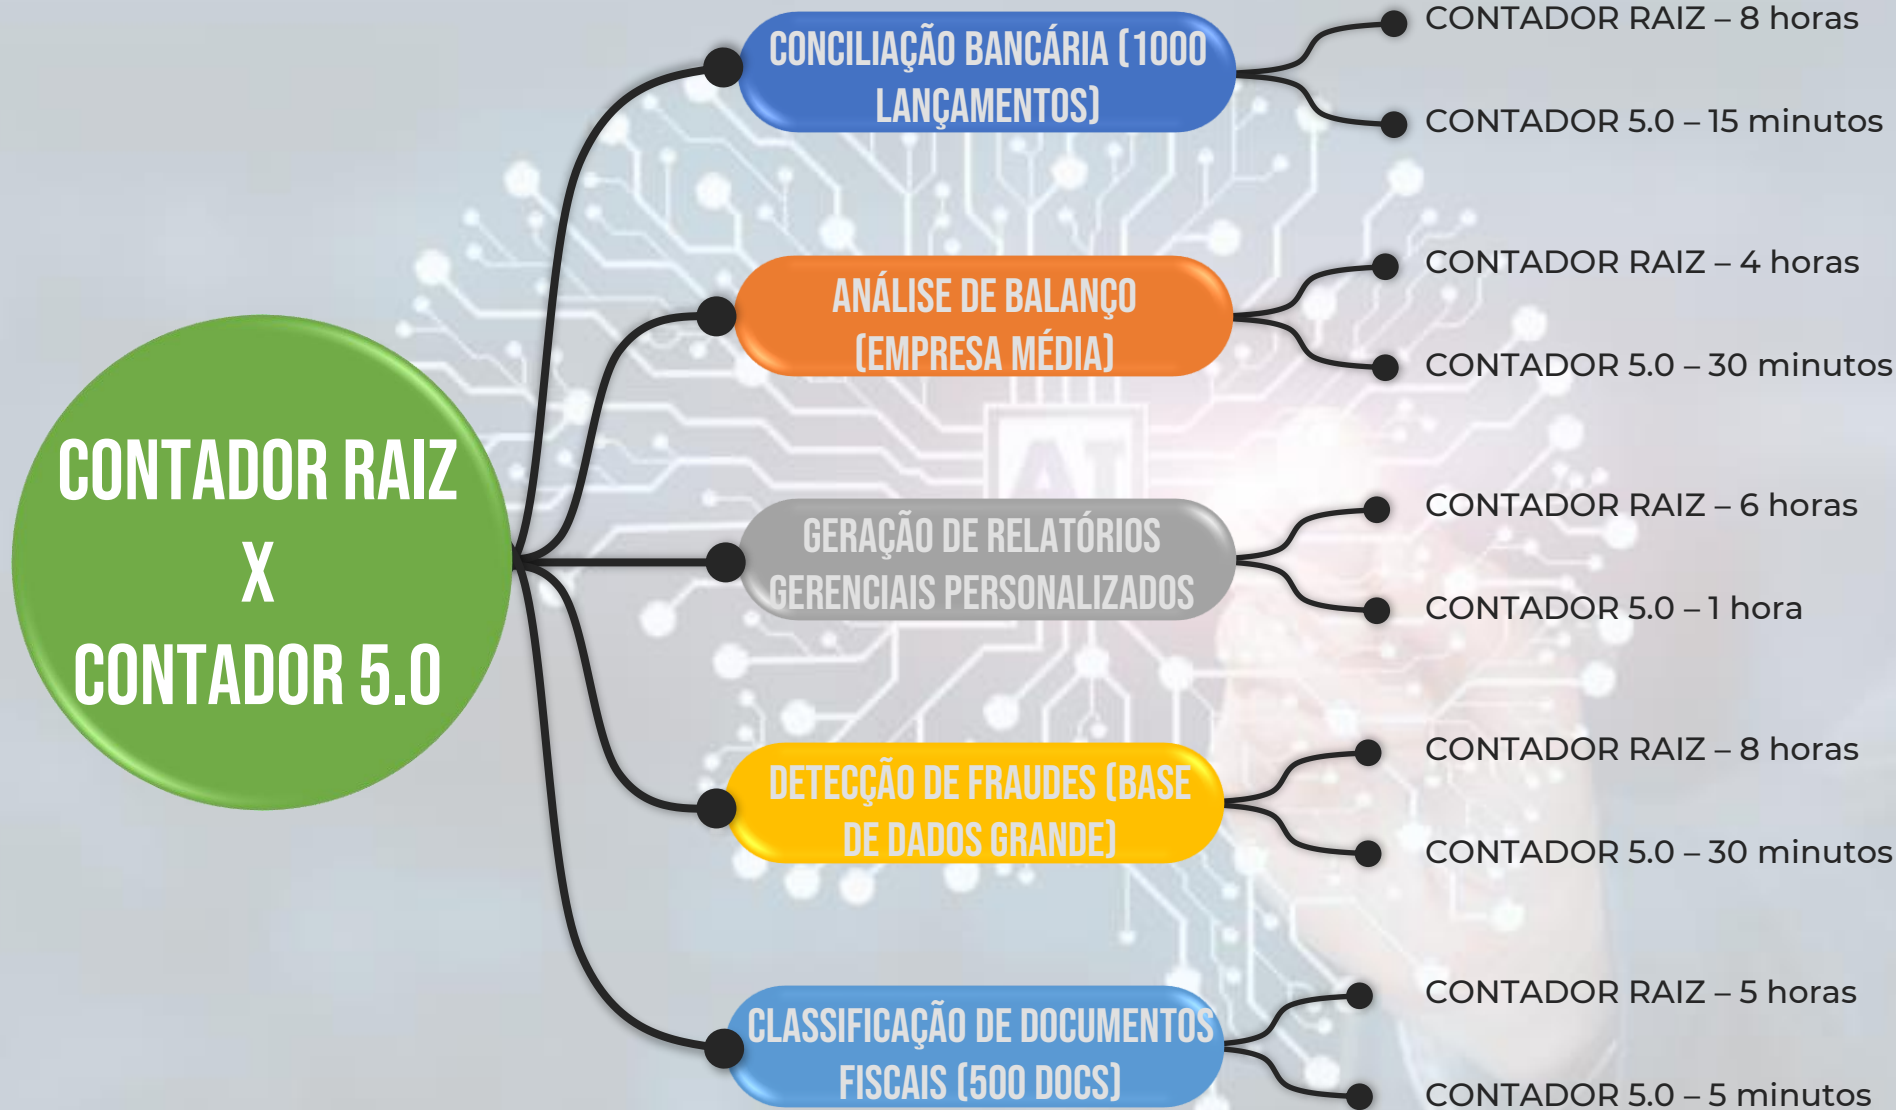 CONTADOR RAIZ
X
CONTADOR 5.0
CONCILIAÇÃO BANCÁRIA (1000
LANÇAMENTOS)
CONTADOR RAIZ – 8 horas
CONTADOR 5.0 – 15 minutos
ANÁLISE DE BALANÇO
(EMPRESA MÉDIA)
CONTADOR RAIZ – 4 horas
CONTADOR 5.0 – 30 minutos
AI
GERAÇÃO DE RELATÓRIOS
GERENCIAIS PERSONALIZADOS
CONTADOR RAIZ – 6 horas
CONTADOR 5.0 – 1 hora
DETECÇÃO DE FRAUDES (BASE
DE DADOS GRANDE)
CONTADOR RAIZ – 8 horas
CONTADOR 5.0 – 30 minutos
CLASSIFICAÇÃO DE DOCUMENTOS
FISCAIS (500 DOCS)
CONTADOR RAIZ – 5 horas
CONTADOR 5.0 – 5 minutos